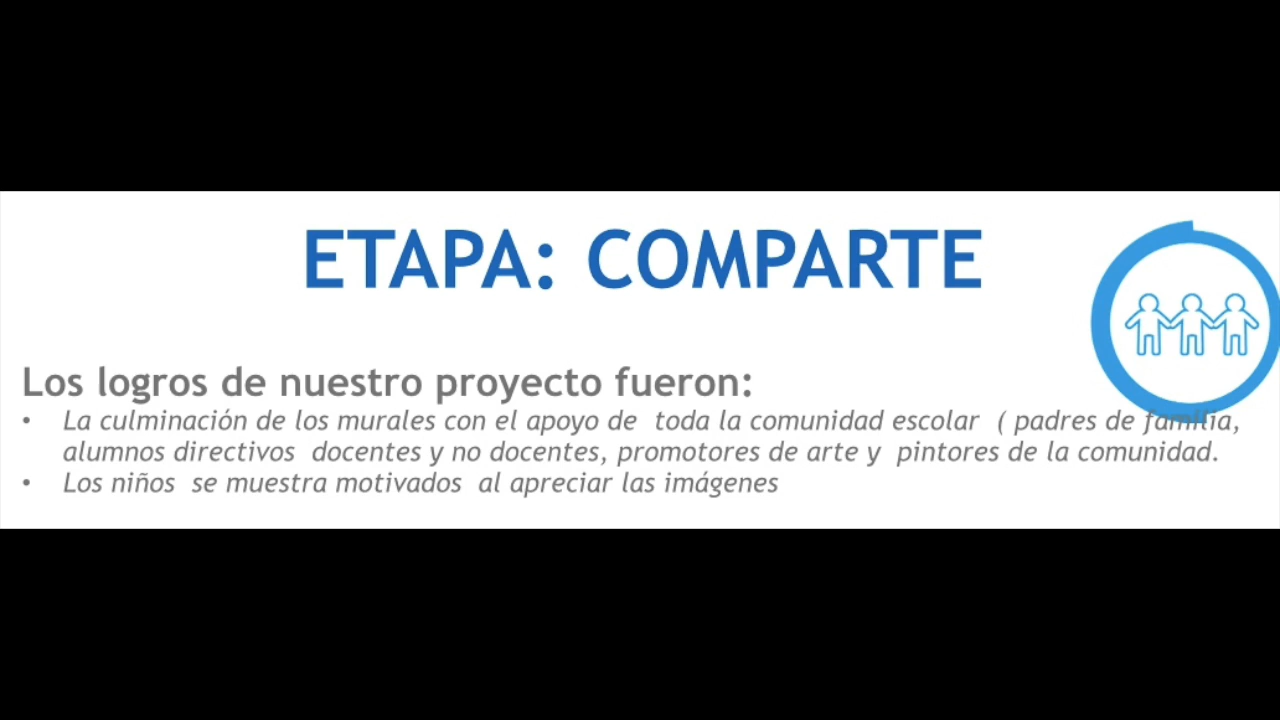 ETAPA: COMPARTE
Los logros de nuestro proyecto fueron:
• La culminación de los murales con el apoyo de  toda la comunidad escolar  ( padres de familia,
alumnos directivos  docentes y no docentes, promotores de arte y  pintores de la comunidad.
• Los niños  se muestra motivados  al apreciar las imágenes